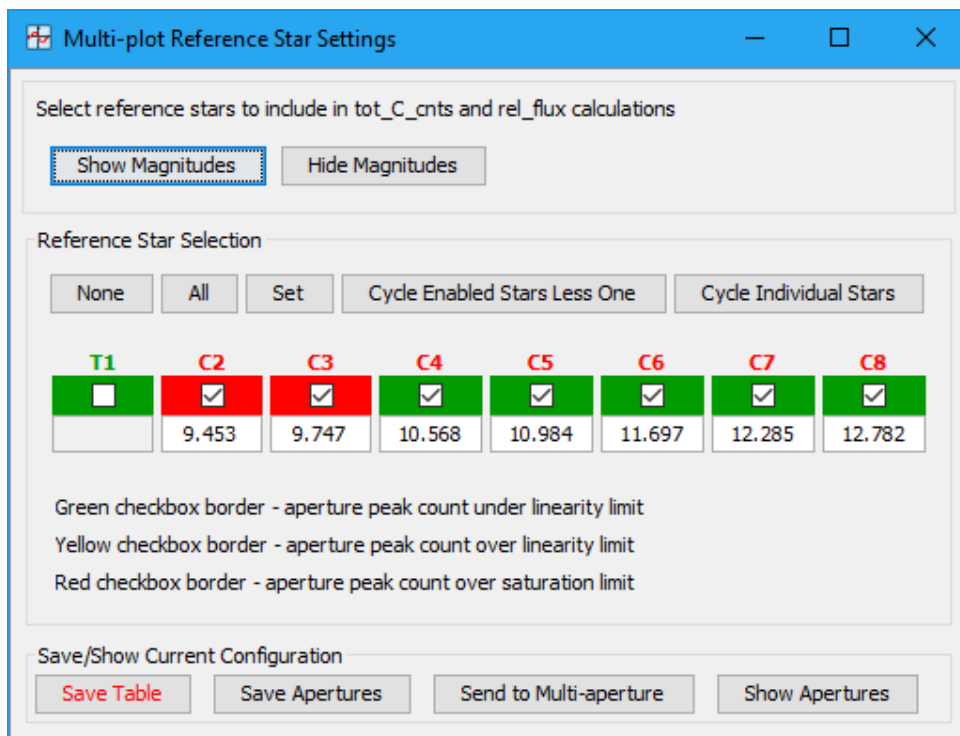 Multi-plot Reference Star Settings
Select reference stars to include in tot_C_cnts and rel_flux calculations
Show Magnitudes Hide Magnitudes
Reference Star Selection
None All Set Cycle Enabled Stars Less One Cycle Individual Stars
T1 C2 C3 C4 C5 C6 C7 C8
9.453 9.747 10.568 10.984 11.697 12.285 12.782
Green checkbox border - aperture peak count under linearity limit
Yellow checkbox border - aperture peak count over linearity limit
Red checkbox border - aperture peak count over saturation limit
Save/Show Current Configuration
Save Table Save Apertures Send to Multi-aperture Show Apertures